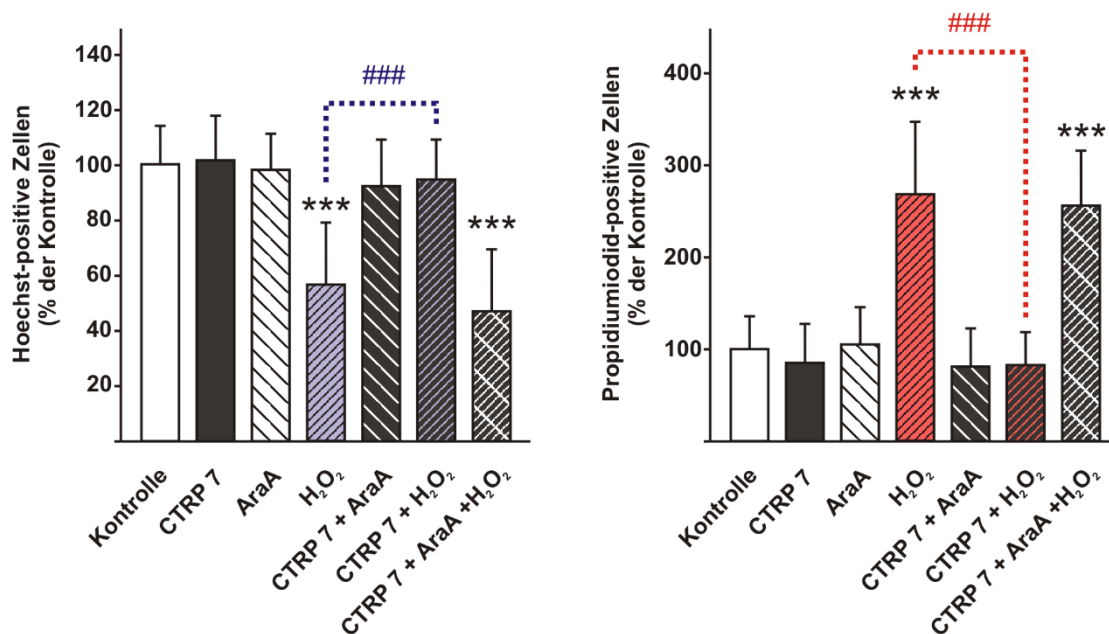 Hoechst-positive Zellen
(% der Kontrolle)
140
120
100
80
60
40
20
###
***
***
Kontrolle
CTRP 7
AraA
H₂O₂
CTRP 7 + AraA
CTRP 7 + H₂O₂
CTRP 7 + AraA +H₂O₂
Propidiumiodid-positive Zellen
(% der Kontrolle)
400
300
200
100
###
***
***
Kontrolle
CTRP 7
AraA
H₂O₂
CTRP 7 + AraA
CTRP 7 + H₂O₂
CTRP 7 + AraA +H₂O₂